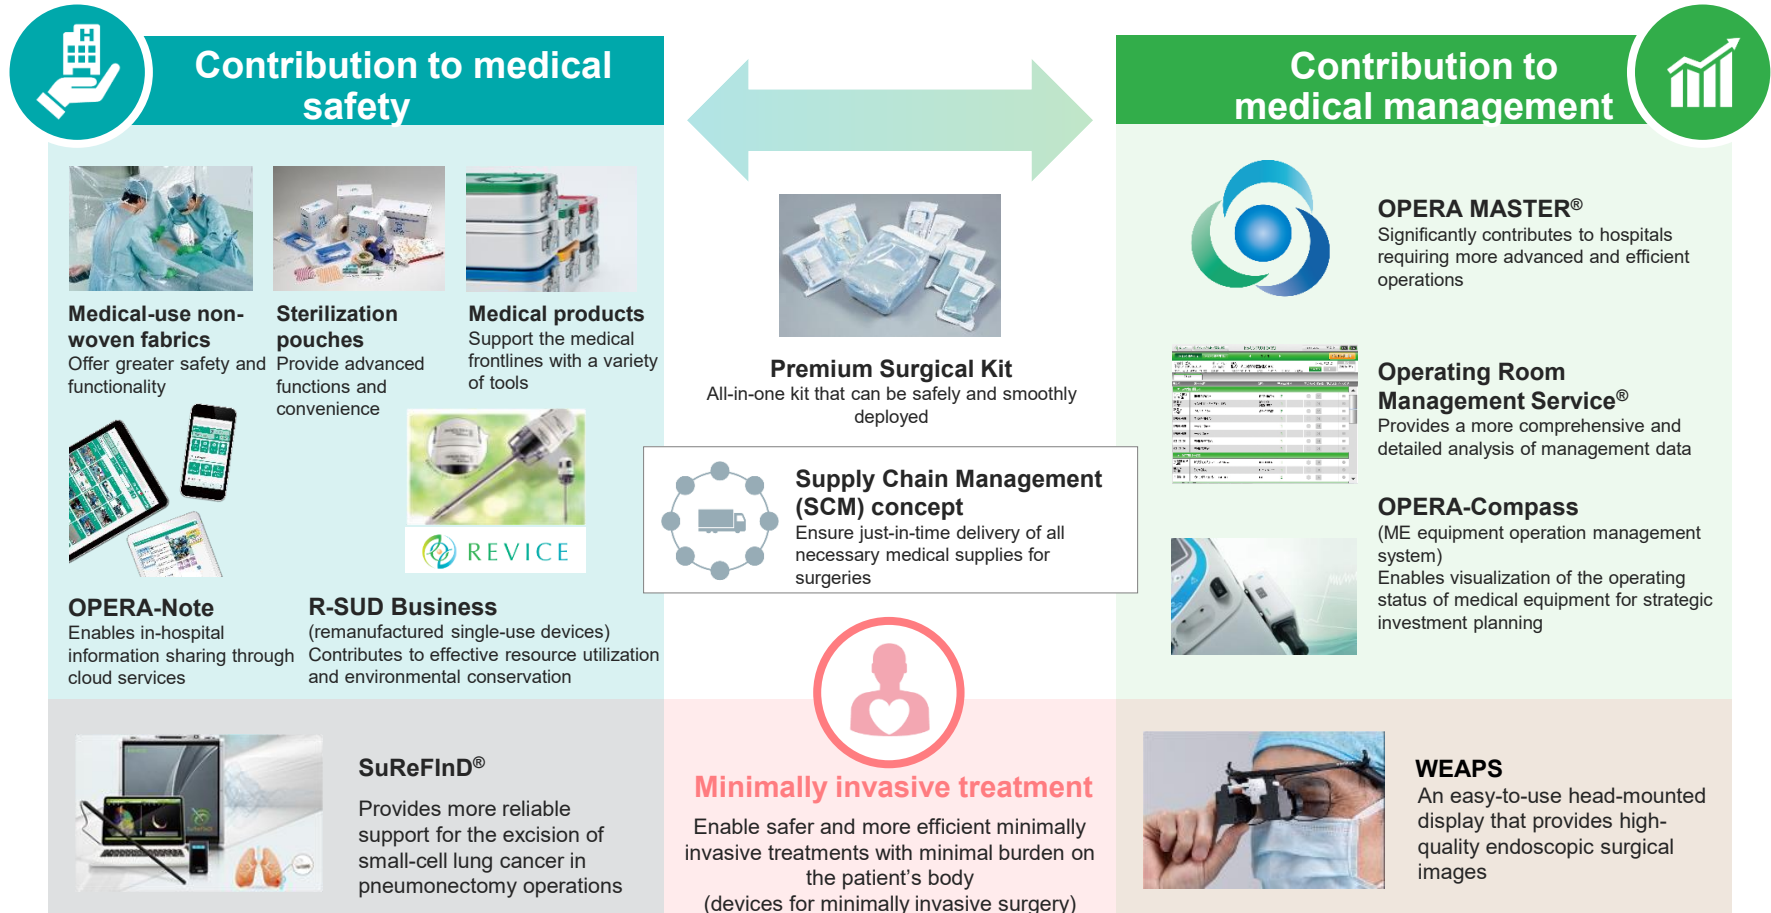 Contribution to medical
safety
Contribution to
medical management
Medical-use non-
woven fabrics
Offer greater safety and
functionality
Sterilization
pouches
Provide advanced
functions and
convenience
Medical products
Support the medical
frontlines with a variety
of tools
REVICE
OPERA-Note
Enables in-hospital
information sharing through
cloud services
R-SUD Business
(remanufactured single-use devices)
Contributes to effective resource utilization
and environmental conservation
Premium Surgical Kit
All-in-one kit that can be safely and smoothly
deployed
Supply Chain Management
(SCM) concept
Ensure just-in-time delivery of all
necessary medical supplies for
surgeries
OPERA MASTER®
Significantly contributes to hospitals
requiring more advanced and efficient
operations
Operating Room
Management Service®
Provides a more comprehensive and
detailed analysis of management data
OPERA-Compass
(ME equipment operation management
system)
Enables visualization of the operating
status of medical equipment for strategic
investment planning
SuReFInD®
Provides more reliable
support for the excision of
small-cell lung cancer in
pneumonectomy operations
Minimally invasive treatment
Enable safer and more efficient minimally
invasive treatments with minimal burden on
the patient's body
(devices for minimally invasive surgery)
WEAPS
An easy-to-use head-mounted
display that provides high-
quality endoscopic surgical
images